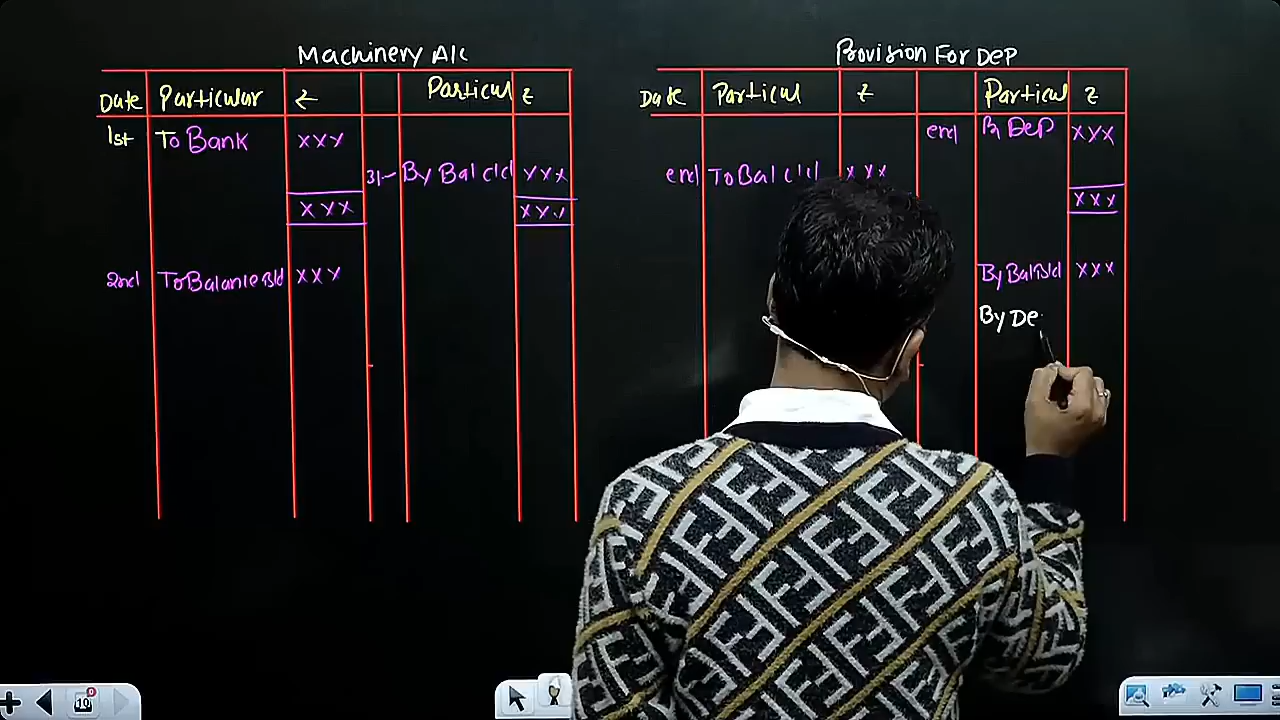 Machinery A/c
Date Particular ₹ Particul ₹
1st To Bank xxx
31- By Bal c/d xxx
xxx xxx
2nd To Balance B/d xxx
Provision For Dep
Date Particul ₹ Particul ₹
end By Dep xxx
end To Bal c/d xxx
xxx
By Bal B/d xxx
By De
10